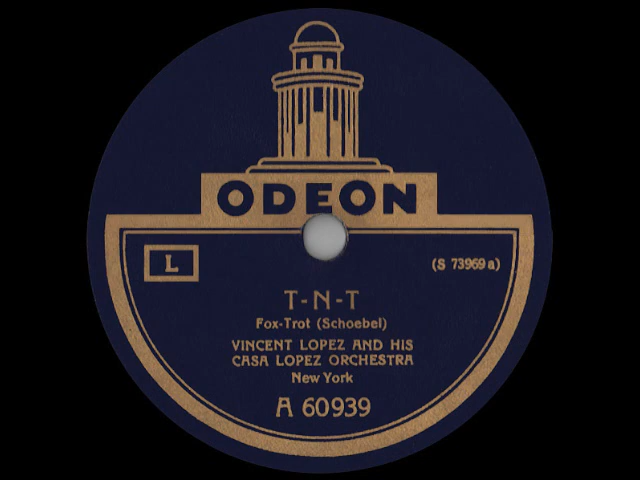 ODEON
L
(S 73969 a)
T-N-T
Fox-Trot (Schoebel)
VINCENT LOPEZ AND HIS
CASA LOPEZ ORCHESTRA
New York
A 60939